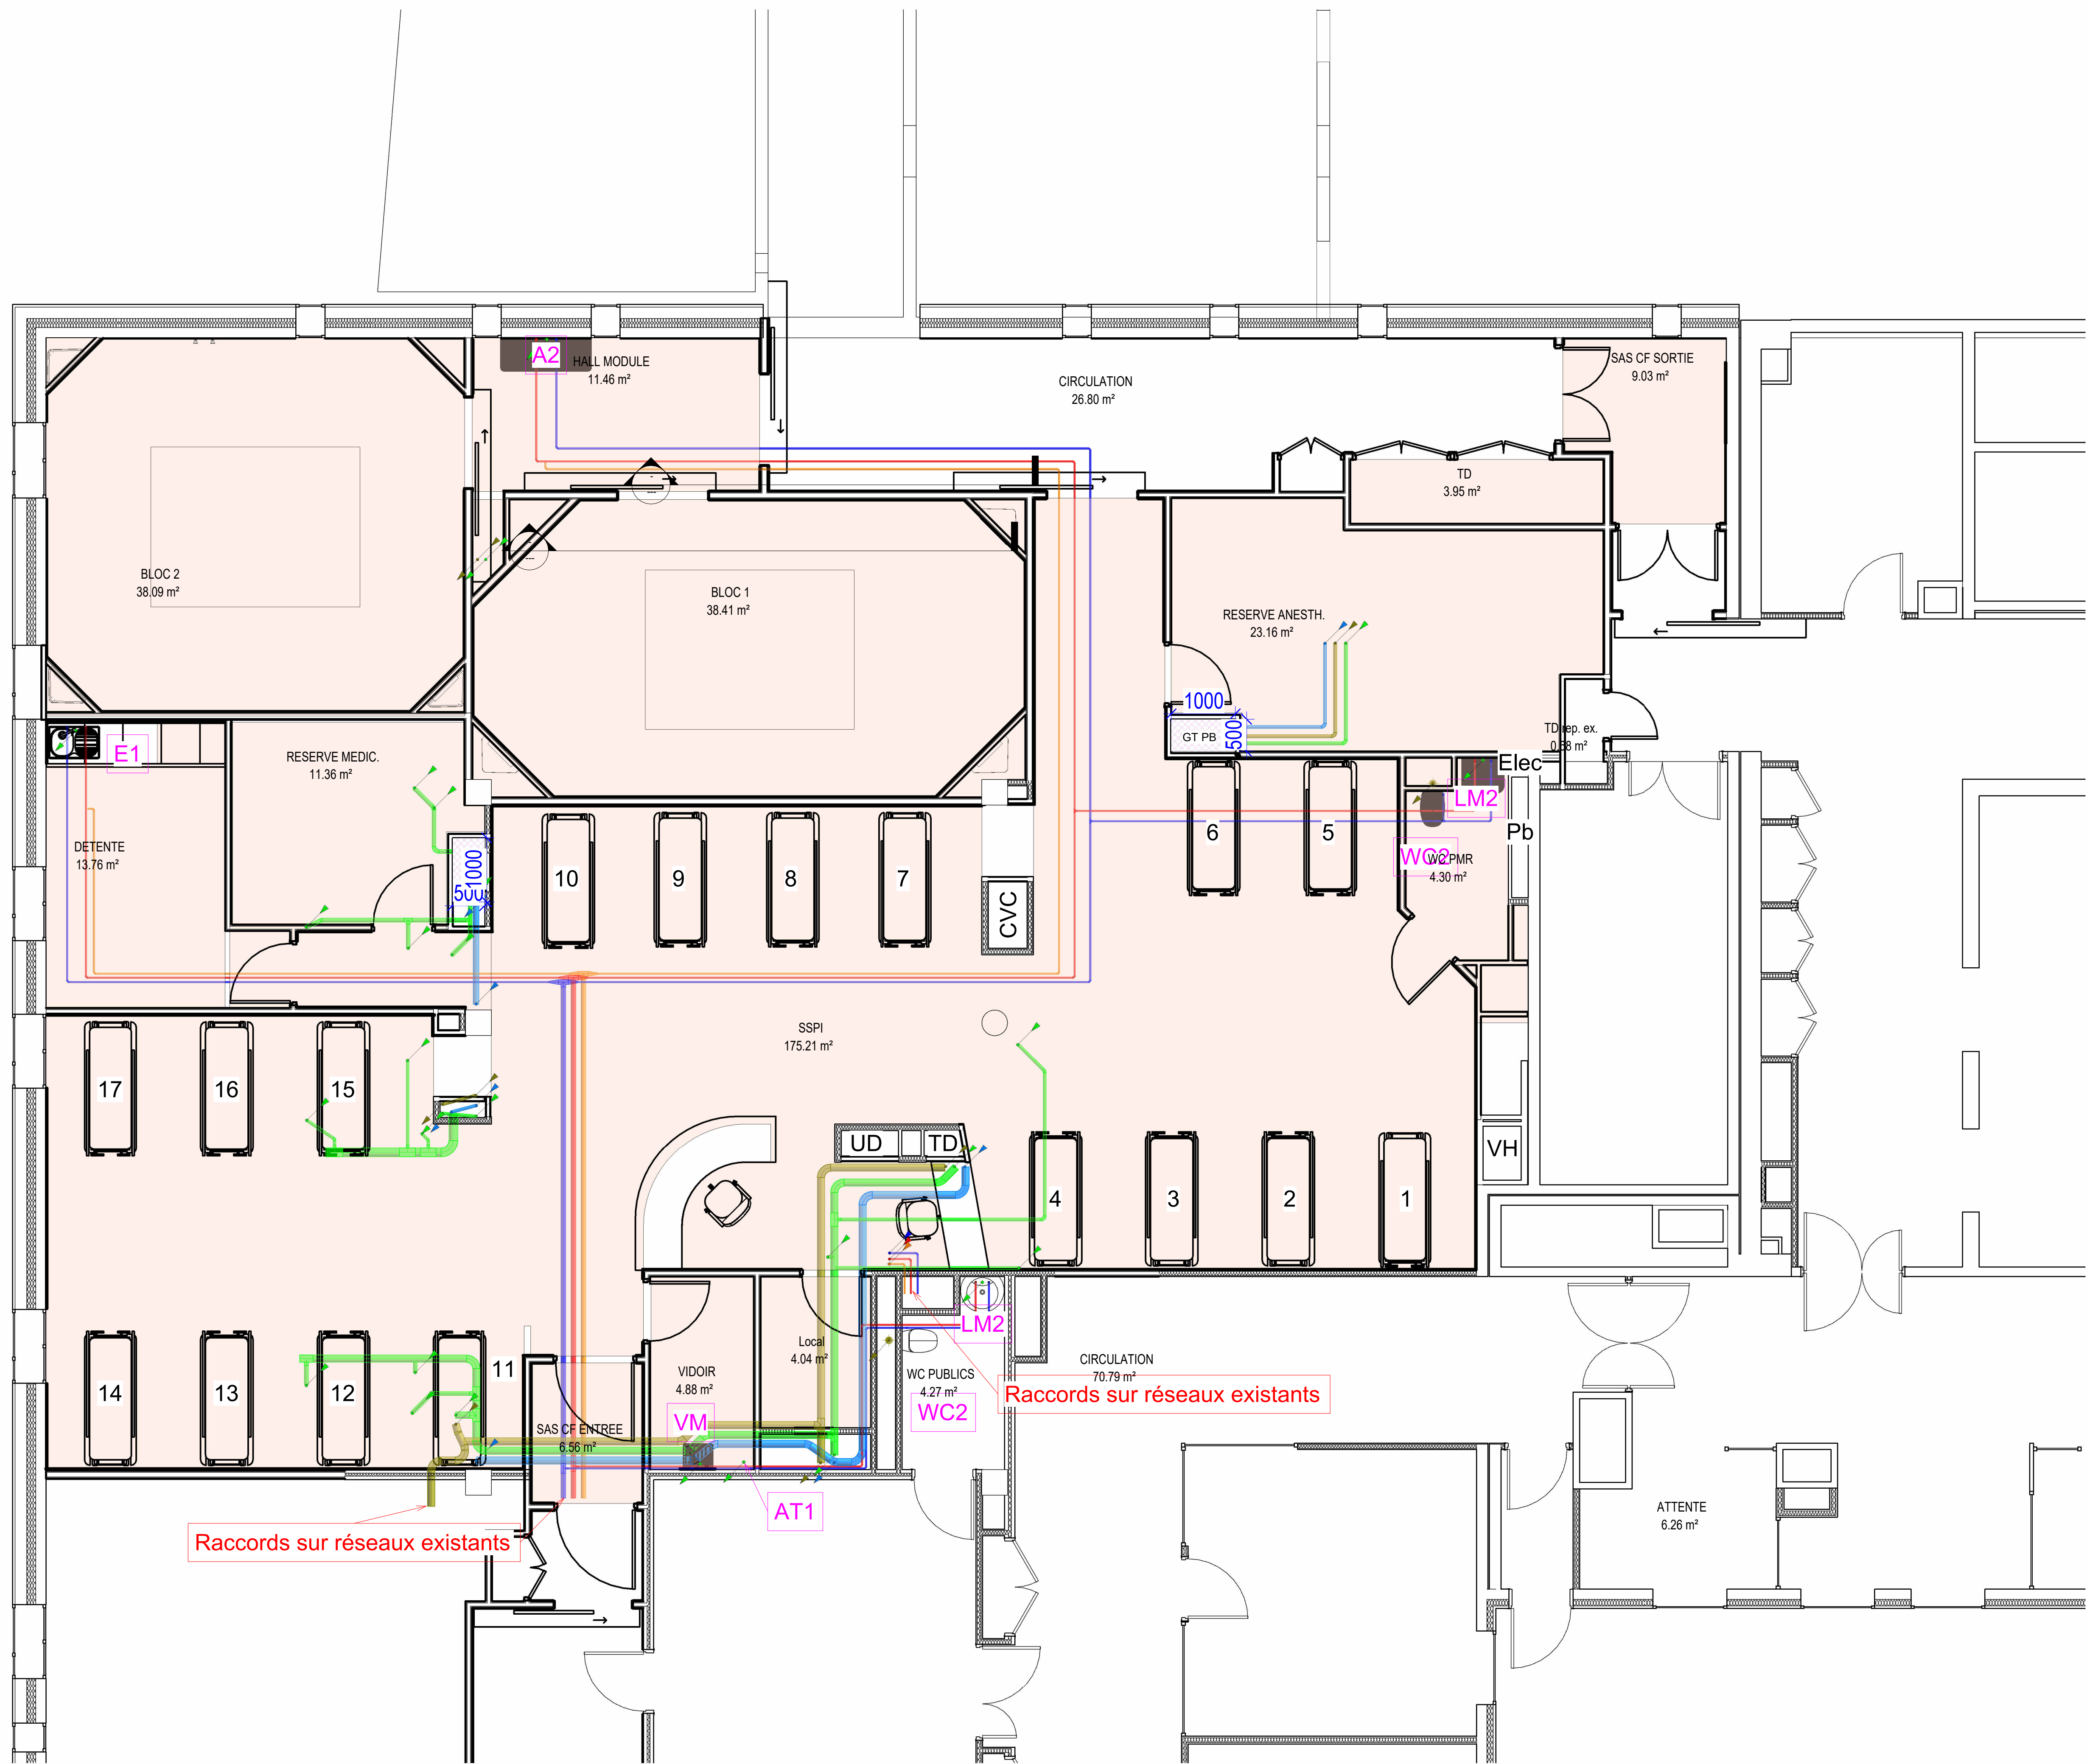 A2
HALL MODULE
11.46 m²
CIRCULATION
26.80 m²
SAS CF SORTIE
9.03 m²
TD
3.95 m²
BLOC 2
38.09 m²
BLOC 1
38.41 m²
RESERVE ANESTH.
23.16 m²
1000
500
GT PB
TD rep. ex.
E1
RESERVE MEDIC.
11.36 m²
Elec
LM2
Pb
DETENTE
13.76 m²
1000
500
10
9
8
7
CVC
6
5
WC2
WC PMR
4.30 m²
SSPI
175.21 m²
17
16
15
UD
TD
VH
4
3
2
1
LM2
Local
4.04 m²
VIDOIR
4.88 m²
WC PUBLICS
4.27 m²
WC2
CIRCULATION
70.79 m²
Raccords sur réseaux existants
14
13
12
11
SAS CF ENTREE
6.56 m²
VM
AT1
Raccords sur réseaux existants
ATTENTE
6.26 m²